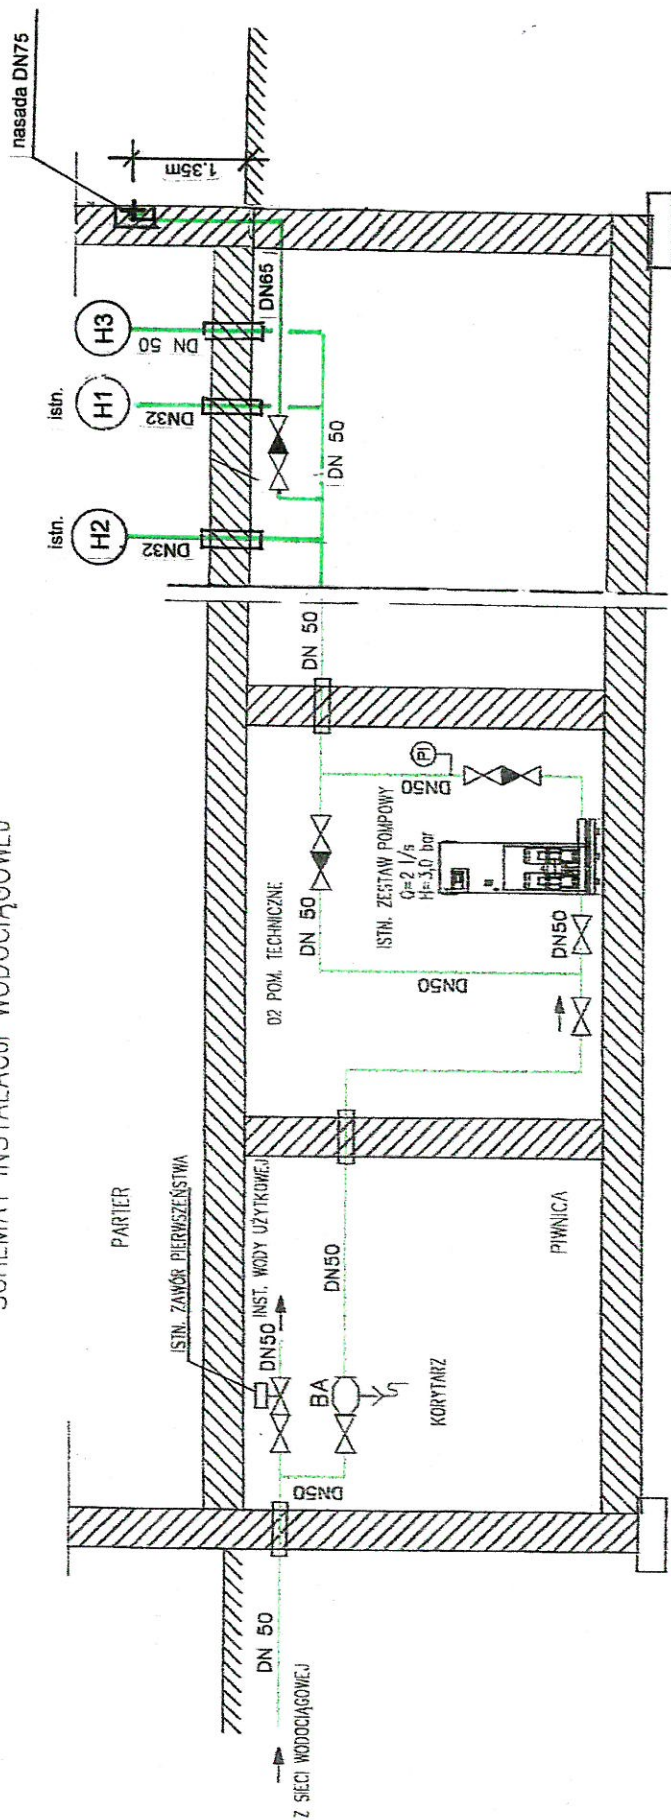 SCHEMAT INSTALACJI WODOCIĄGOWEJ
PARTER
nasada DN75
1.35m
istn.
H2
DN32
istn.
H1
DN32
H3
DN 50
DN65
DN 50
DN 50
ISTN. ZAWÓR PIERWSZEŃSTWA
DN50
INST. WODY UŻYTKOWEJ
DN50
BA
DN50
KORYTARZ
PIWNICA
02 POM. TECHNICZNE
DN 50
DN50
ISTN. ZESTAW POMPOWY
Q=2 l/s
H=3,0 bar
DN50
PI
DN50
DN 50
Z SIECI WODOCIĄGOWEJ